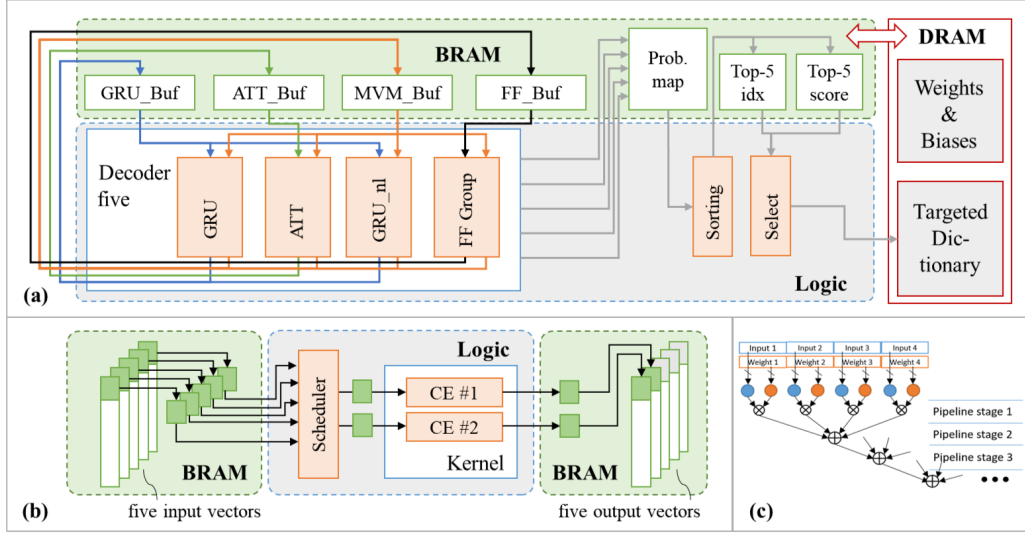 BRAM
DRAM
GRU_Buf
ATT_Buf
MVM_Buf
FF_Buf
Prob.
map
Top-5
idx
Top-5
score
Weights
&
Biases
Decoder
five
GRU
ATT
GRU_nl
FF Group
Sorting
Select
Targeted
Dic-
tionary
Logic
(a)
BRAM
five input vectors
(b)
Scheduler
Logic
CE #1
CE #2
Kernel
BRAM
five output vectors
Input 1
Input 2
Input 3
Input 4
Weight 1
Weight 2
Weight 3
Weight 4
Pipeline stage 1
Pipeline stage 2
Pipeline stage 3
•••
(c)